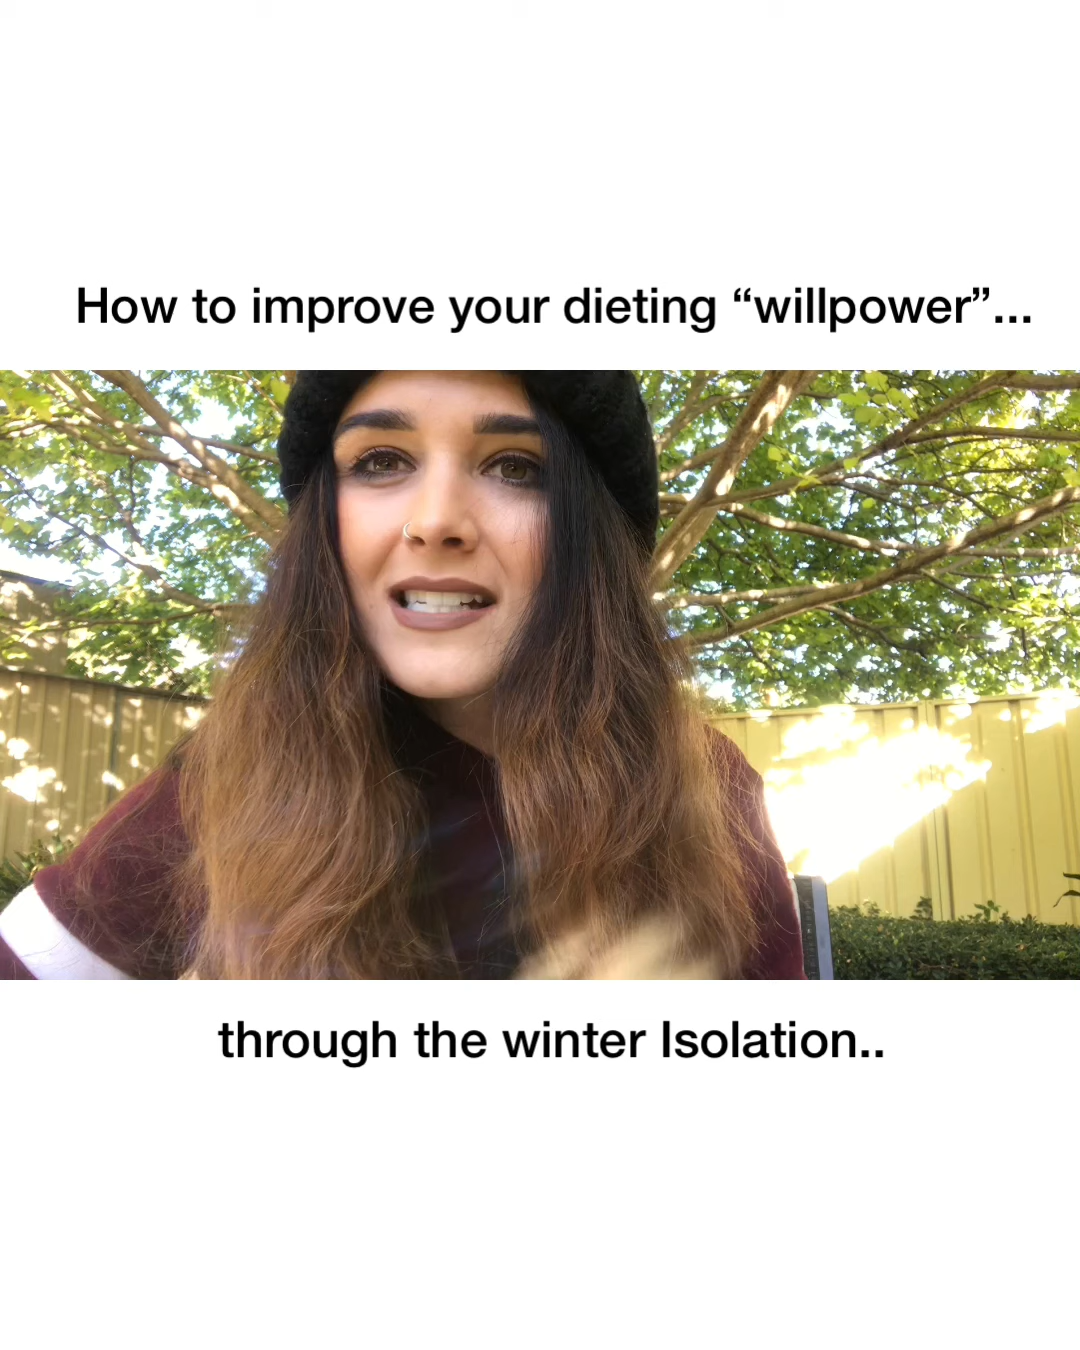 How to improve your dieting “willpower”...
through the winter Isolation..